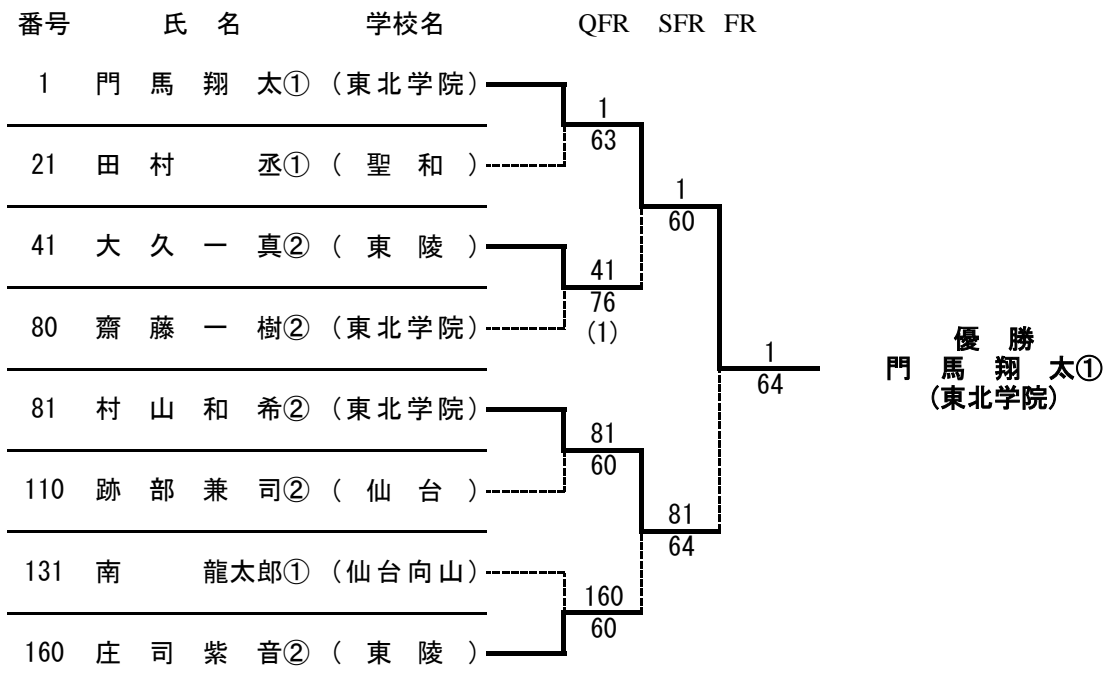 番号 氏 名 学校名 QFR SFR FR
1 門 馬 翔 太① (東北学院)
1
63
21 田 村 丞① ( 聖 和 )
1
60
41 大 久 一 真② ( 東 陵 )
41
76
(1)
80 齋 藤 一 樹② (東北学院)
1
64
優 勝
門 馬 翔 太①
(東北学院)
81 村 山 和 希② (東北学院)
81
60
110 跡 部 兼 司② ( 仙 台 )
81
64
131 南 龍太郎① (仙台向山)
160
60
160 庄 司 紫 音② ( 東 陵 )